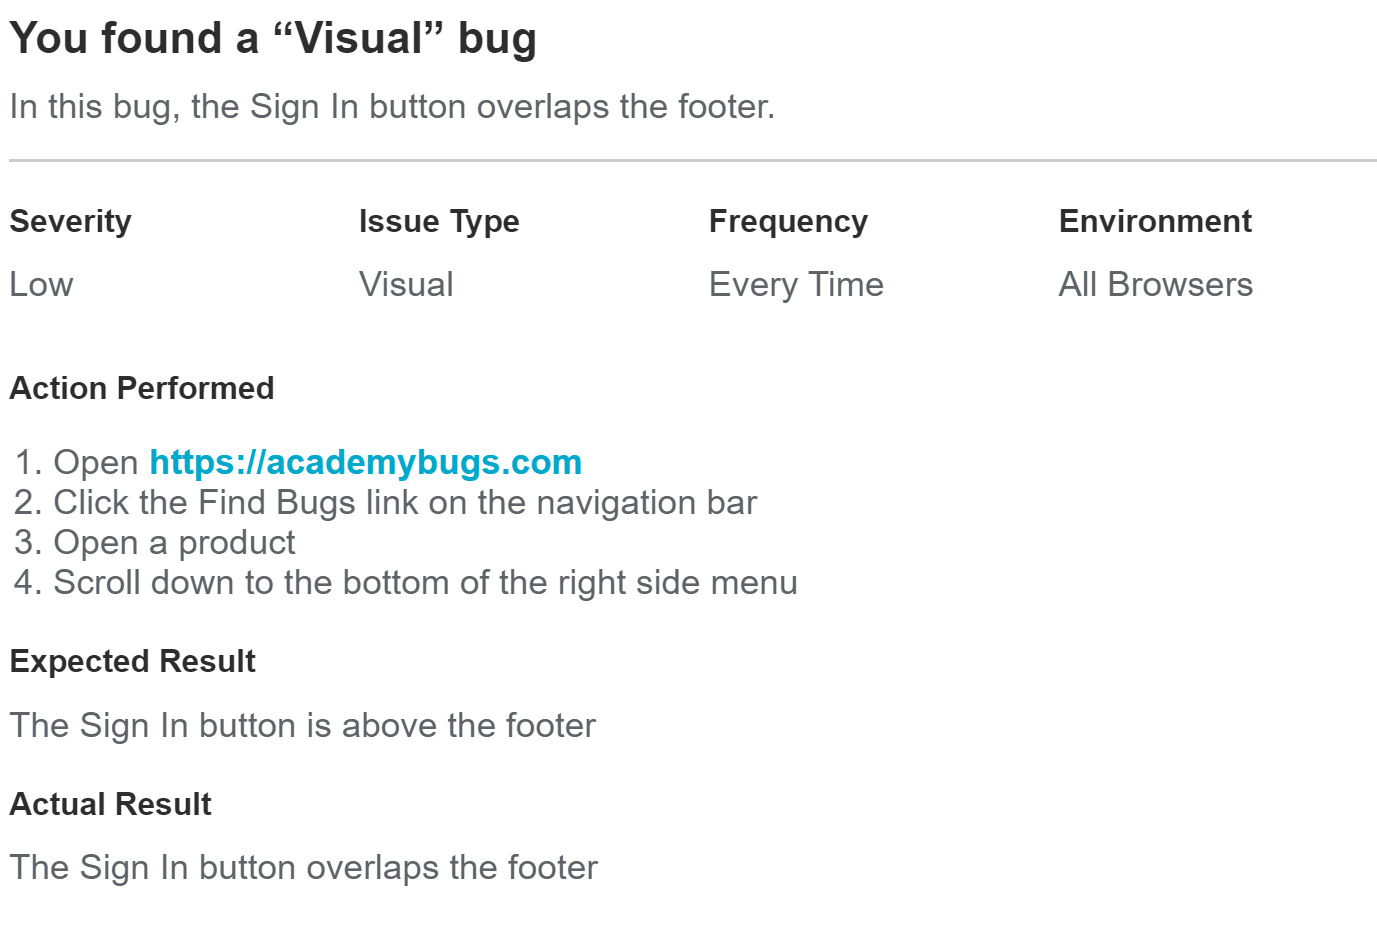 You found a “Visual” bug
In this bug, the Sign In button overlaps the footer.
Severity Issue Type Frequency Environment
Low Visual Every Time All Browsers
Action Performed
1. Open https://academybugs.com
2. Click the Find Bugs link on the navigation bar
3. Open a product
4. Scroll down to the bottom of the right side menu
Expected Result
The Sign In button is above the footer
Actual Result
The Sign In button overlaps the footer